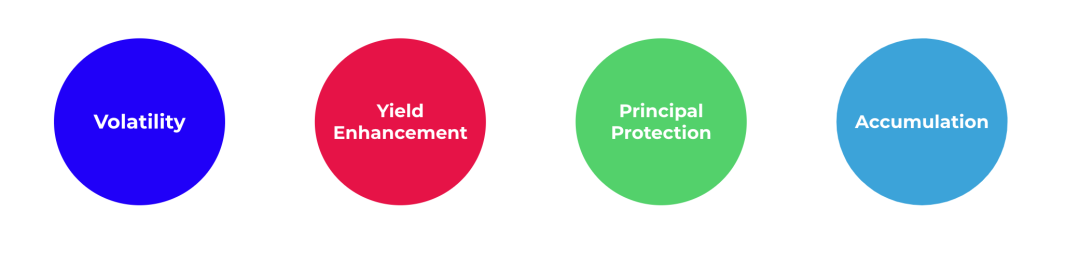 Volatility
Yield
Enhancement
Principal
Protection
Accumulation